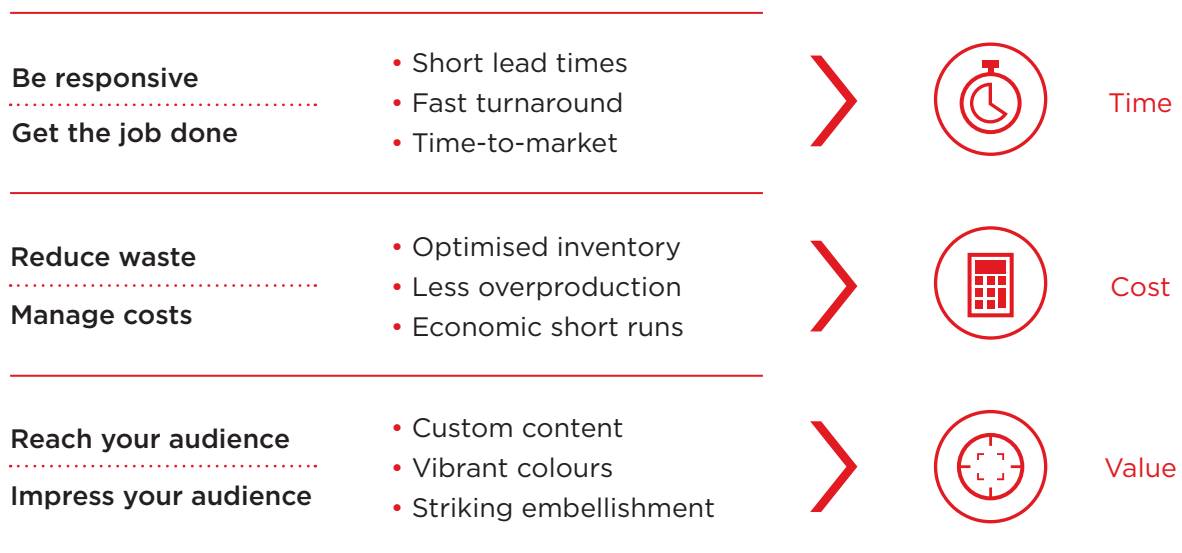 Be responsive
Get the job done
• Short lead times
• Fast turnaround
• Time-to-market
Time
Reduce waste
Manage costs
• Optimised inventory
• Less overproduction
• Economic short runs
Cost
Reach your audience
Impress your audience
• Custom content
• Vibrant colours
• Striking embellishment
Value